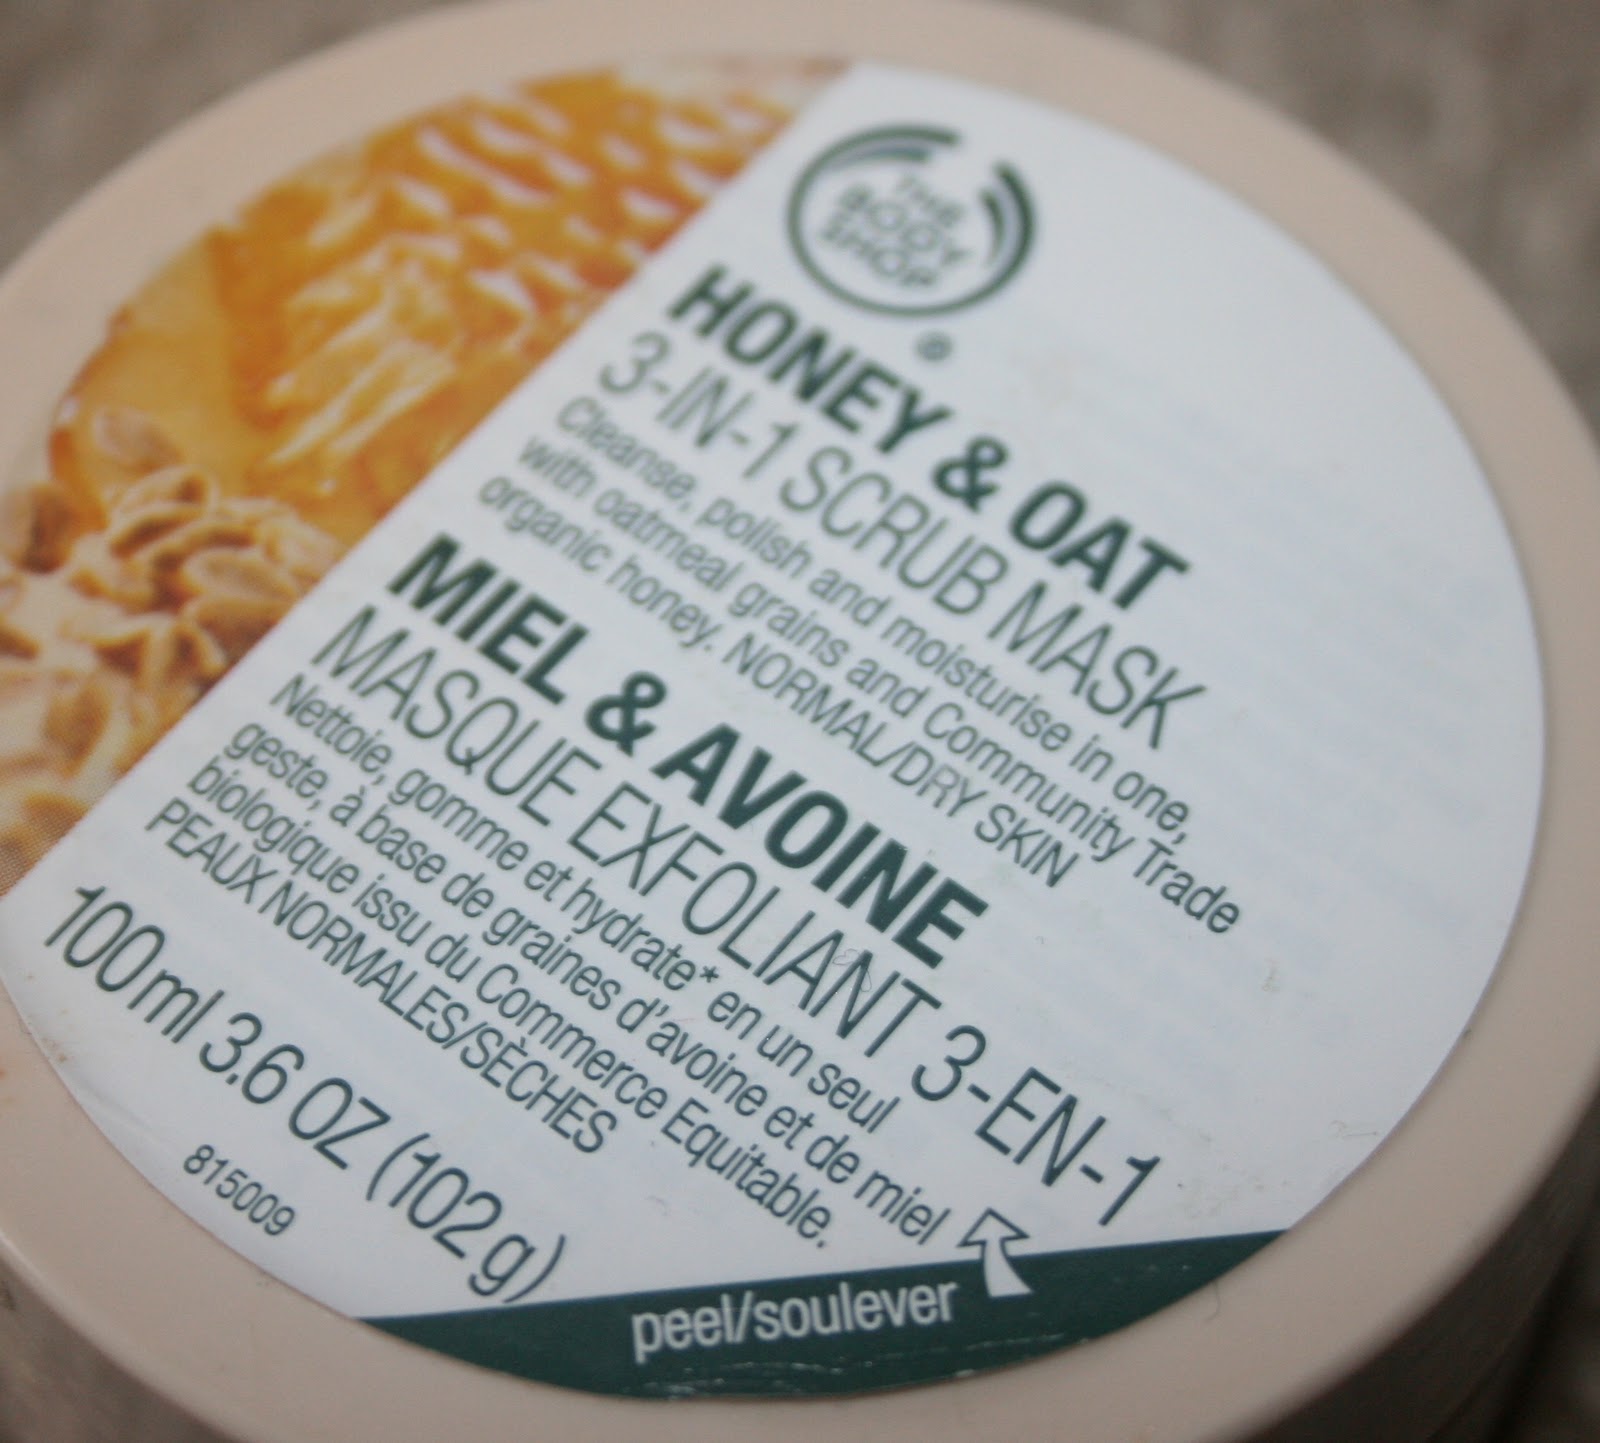 THE
BODY
SHOP
®
HONEY & OAT
3-IN-1 SCRUB MASK
Cleanse, polish and moisturise in one,
with oatmeal grains and Community Trade
organic honey. NORMAL/DRY SKIN
MIEL & AVOINE
MASQUE EXFOLIANT 3-EN-1
Nettoie, gomme et hydrate* en un seul
geste, à base de graines d'avoine et de miel
biologique issu du Commerce Equitable.
PEAUX NORMALES/SÈCHES
100ml 3.6 OZ (102g)
815009
peel/soulever